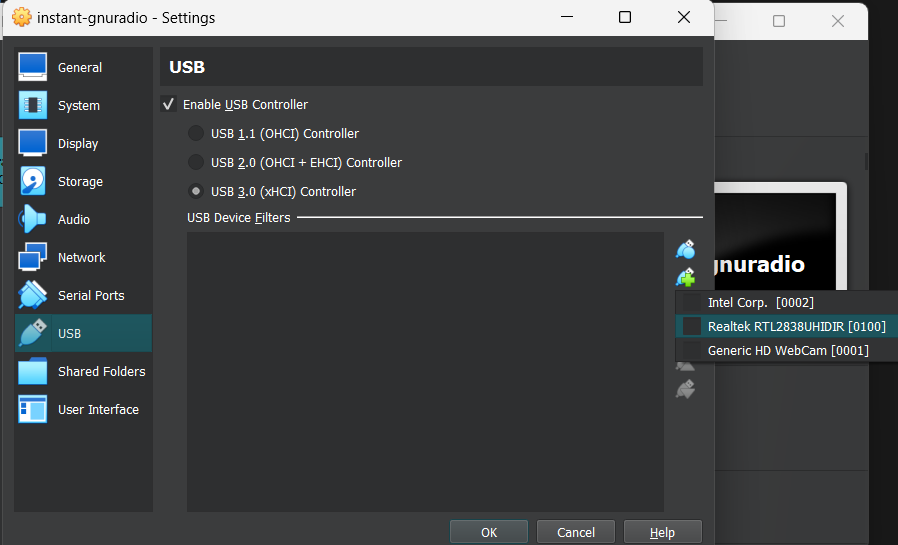 instant-gnuradio - Settings
General
System
Display
Storage
Audio
Network
Serial Ports
USB
Shared Folders
User Interface
USB
Enable USB Controller
USB 1.1 (OHCI) Controller
USB 2.0 (OHCI + EHCI) Controller
USB 3.0 (xHCI) Controller
USB Device Filters
gnuradio
Intel Corp. [0002]
Realtek RTL2838UHIDIR [0100]
Generic HD WebCam [0001]
OK
Cancel
Help